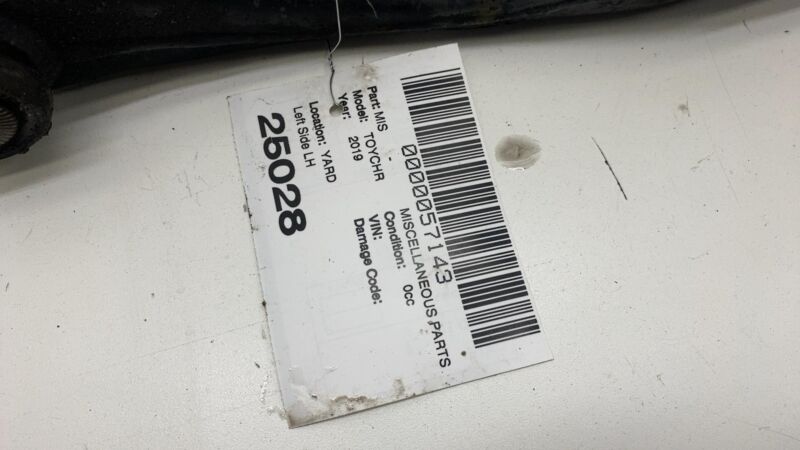 0000057143
Part: MIS MISCELLANEOUS PARTS
Model: TOYCHR Condition: 0cc
Year: 2019 VIN:
Damage Code:
Location: YARD
Left Side LH
25028